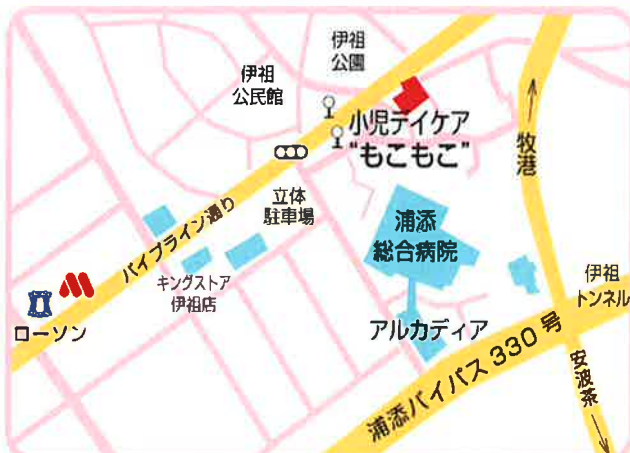 伊祖
公園
伊祖
公民館
小児デイケア
"もこもこ"
牧港
立体
駐車場
パイプライン通り
浦添
総合病院
キングストア
伊祖店
伊祖
トンネル
ローソン
アルカディア
浦添バイパス330号
安波茶